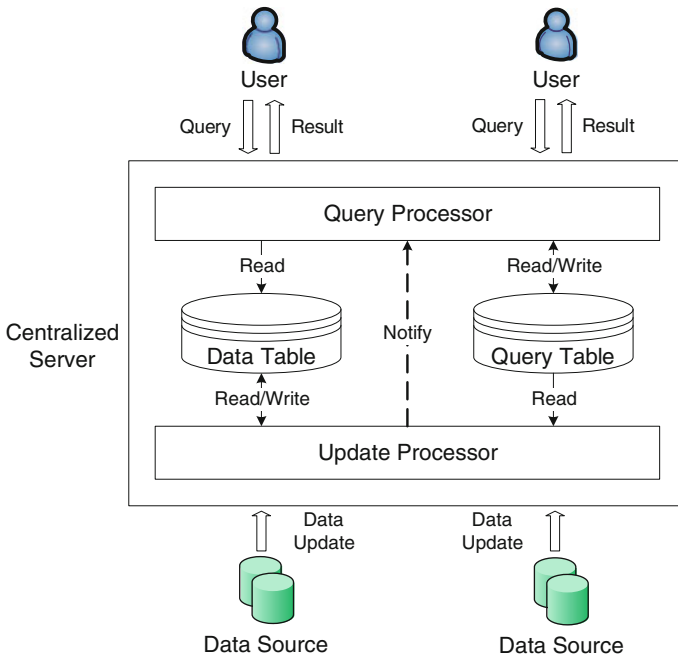 User
User
Query
Result
Query
Result
Query Processor
Read
Read/Write
Centralized
Server
Data Table
Notify
Query Table
Read/Write
Read
Update Processor
Data
Update
Data
Update
Data Source
Data Source